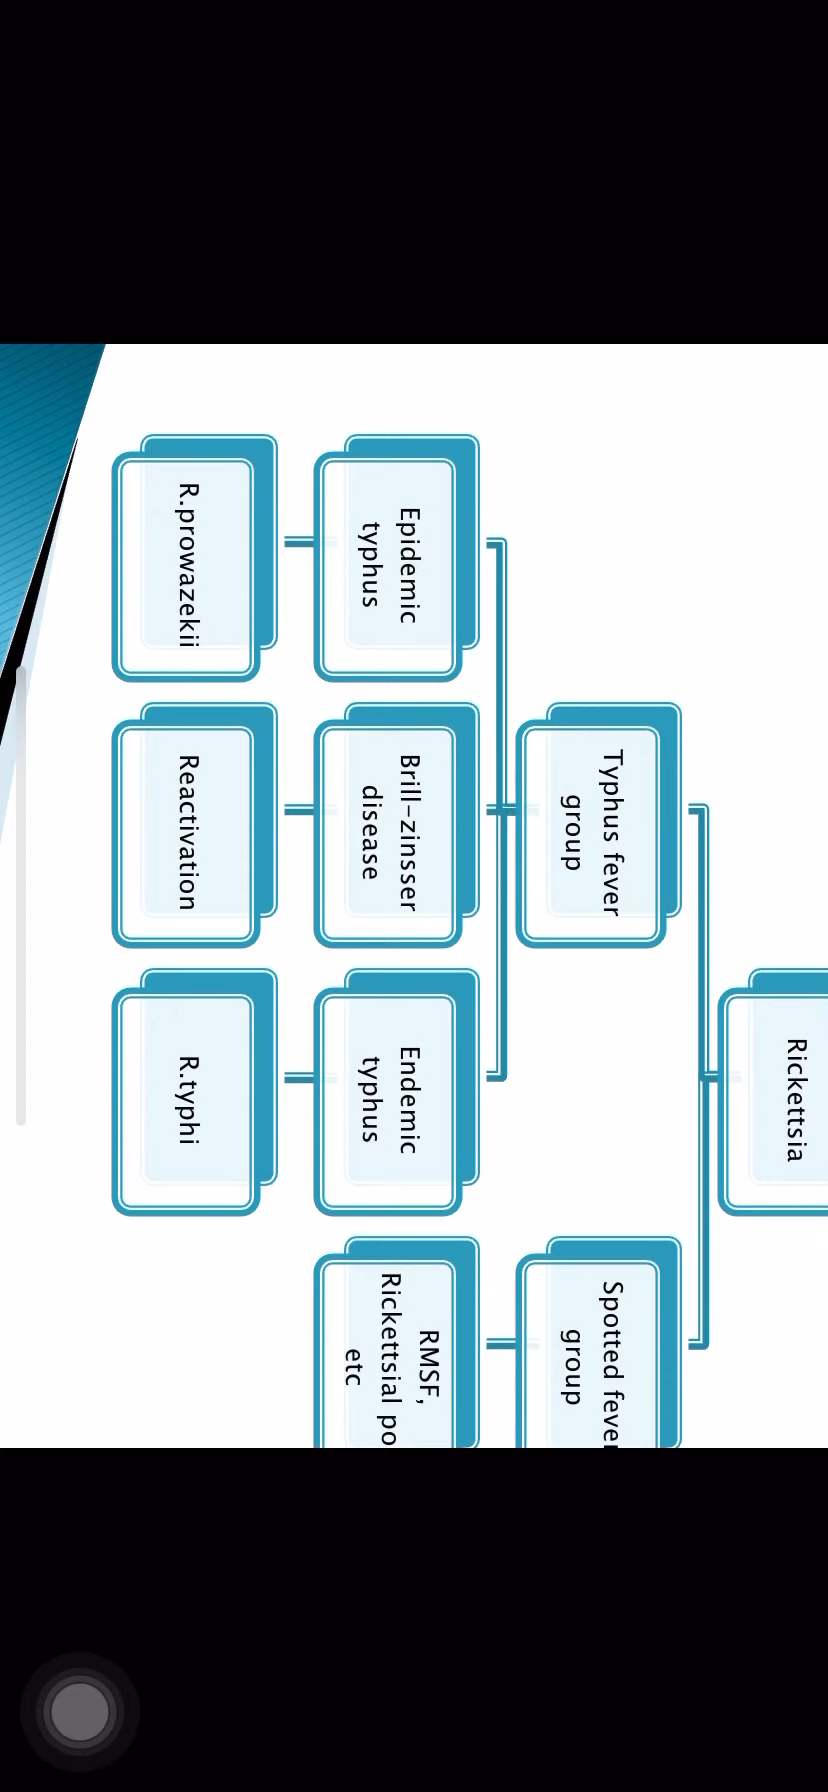 Rickettsia
Typhus fever
group
Spotted fever
group
Epidemic
typhus
Brill-zinsser
disease
Endemic
typhus
RMSF,
Rickettsial po
etc
R.prowazekii
Reactivation
R.typhi